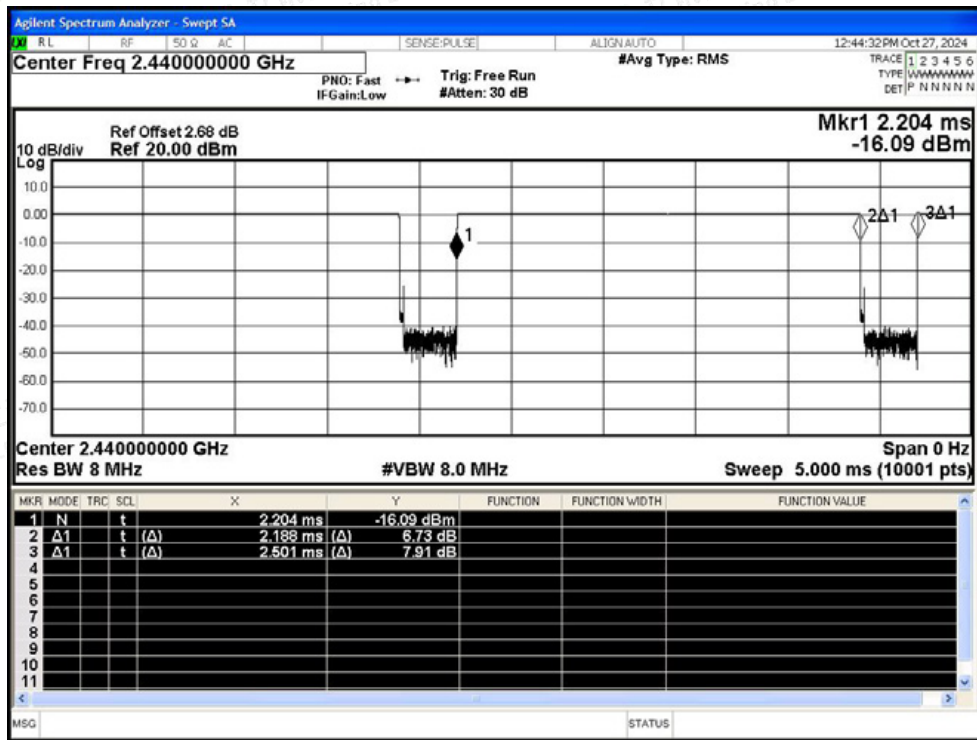 Agilent Spectrum Analyzer - Swept SA
RL RF 50 Ω AC SENSE:PULSE ALIGNAUTO 12:44:32PM Oct 27, 2024
Center Freq 2.440000000 GHz #Avg Type: RMS TRACE 1 2 3 4 5 6
PNO: Fast Trig: Free Run TYPE WWWWWW
IFGain:Low #Atten: 30 dB DET P N N N N N
Mkr1 2.204 ms
-16.09 dBm
Ref Offset 2.68 dB
10 dB/div Ref 20.00 dBm
Log
10.0
0.00
2Δ1 3Δ1
-10.0
1
-20.0
-30.0
-40.0
-50.0
-60.0
-70.0
Center 2.440000000 GHz Span 0 Hz
Res BW 8 MHz #VBW 8.0 MHz Sweep 5.000 ms (10001 pts)
MKR MODE TRC SCL X Y FUNCTION FUNCTION WIDTH FUNCTION VALUE
1 N t 2.204 ms -16.09 dBm
2 Δ1 t (Δ) 2.188 ms (Δ) 6.73 dB
3 Δ1 t (Δ) 2.501 ms (Δ) 7.91 dB
4
5
6
7
8
9
10
11
MSG STATUS